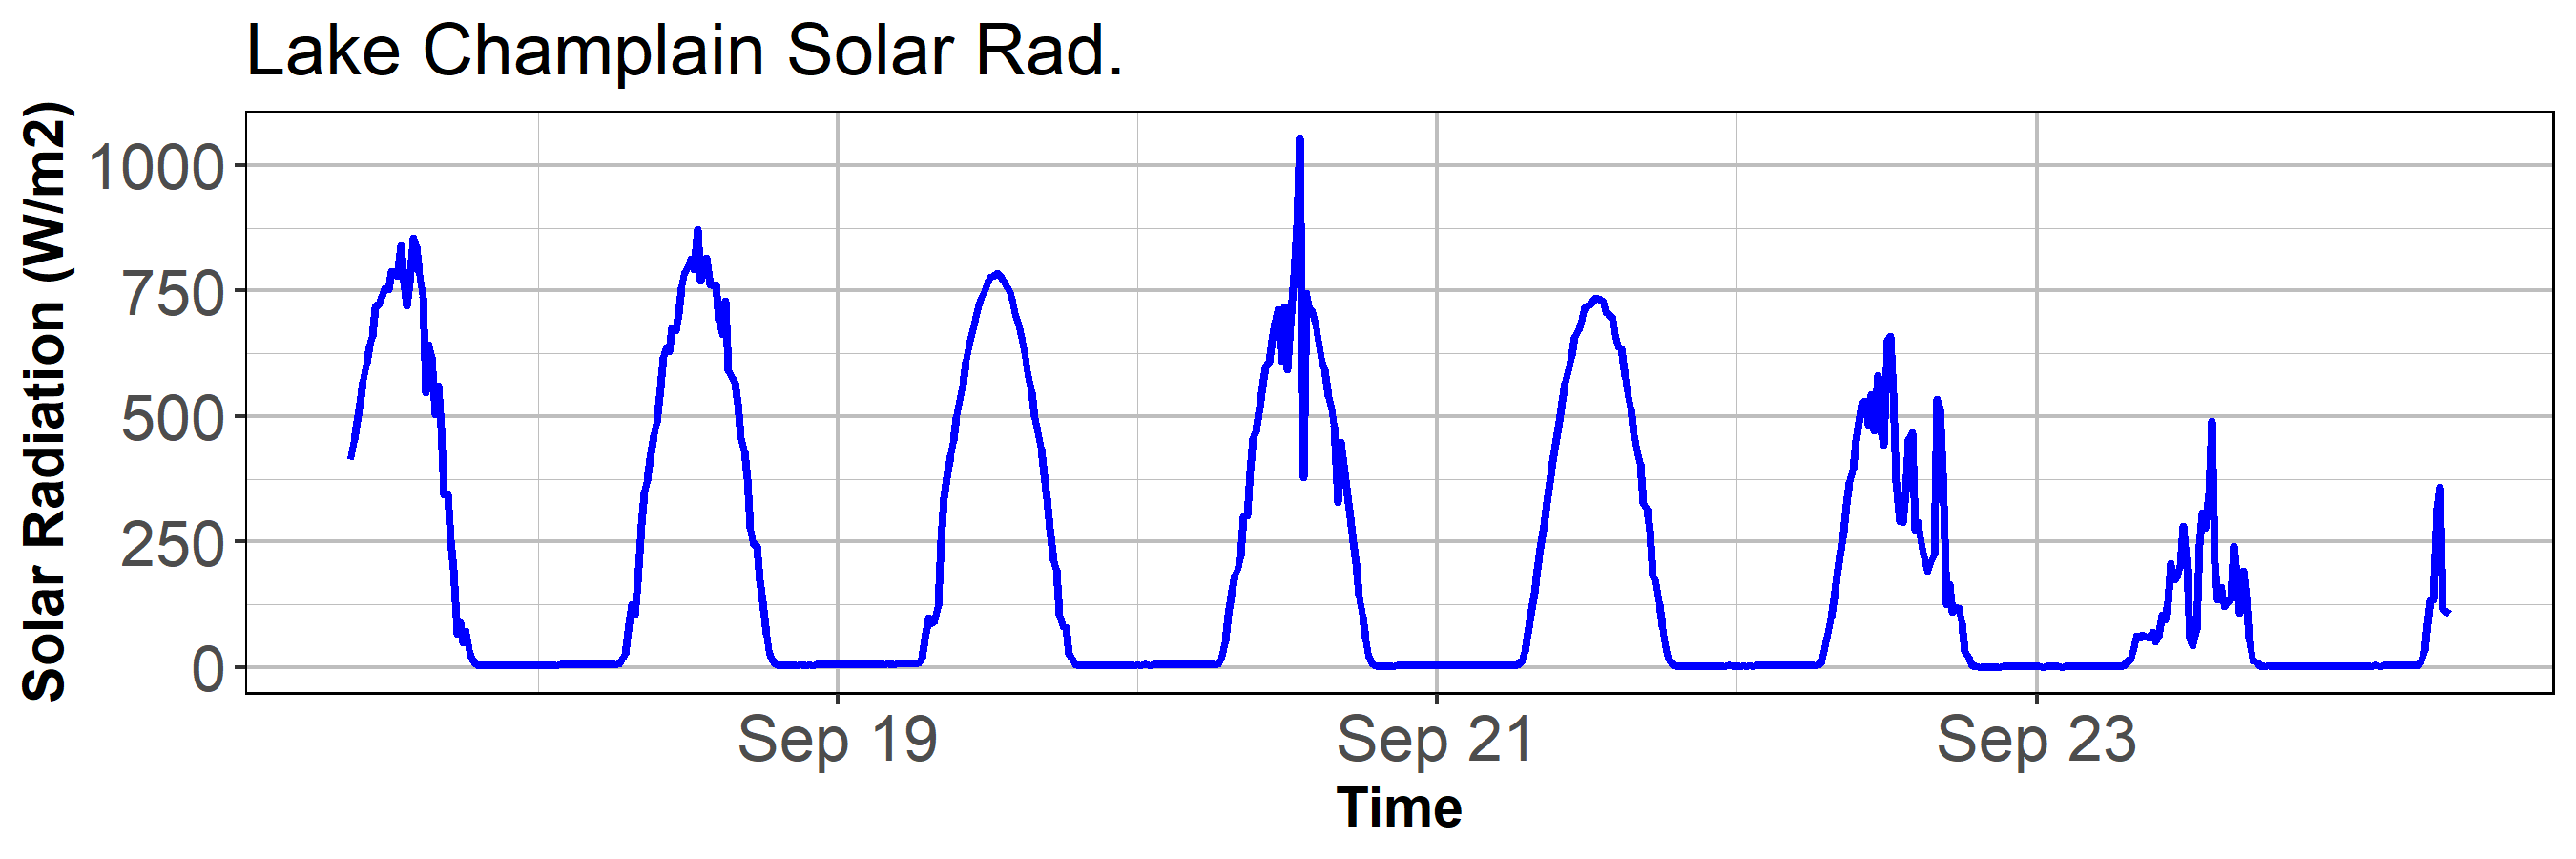 Lake Champlain Solar Rad.
Solar Radiation (W/m2)
1000
750
500
250
0
Sep 19 Sep 21 Sep 23
Time